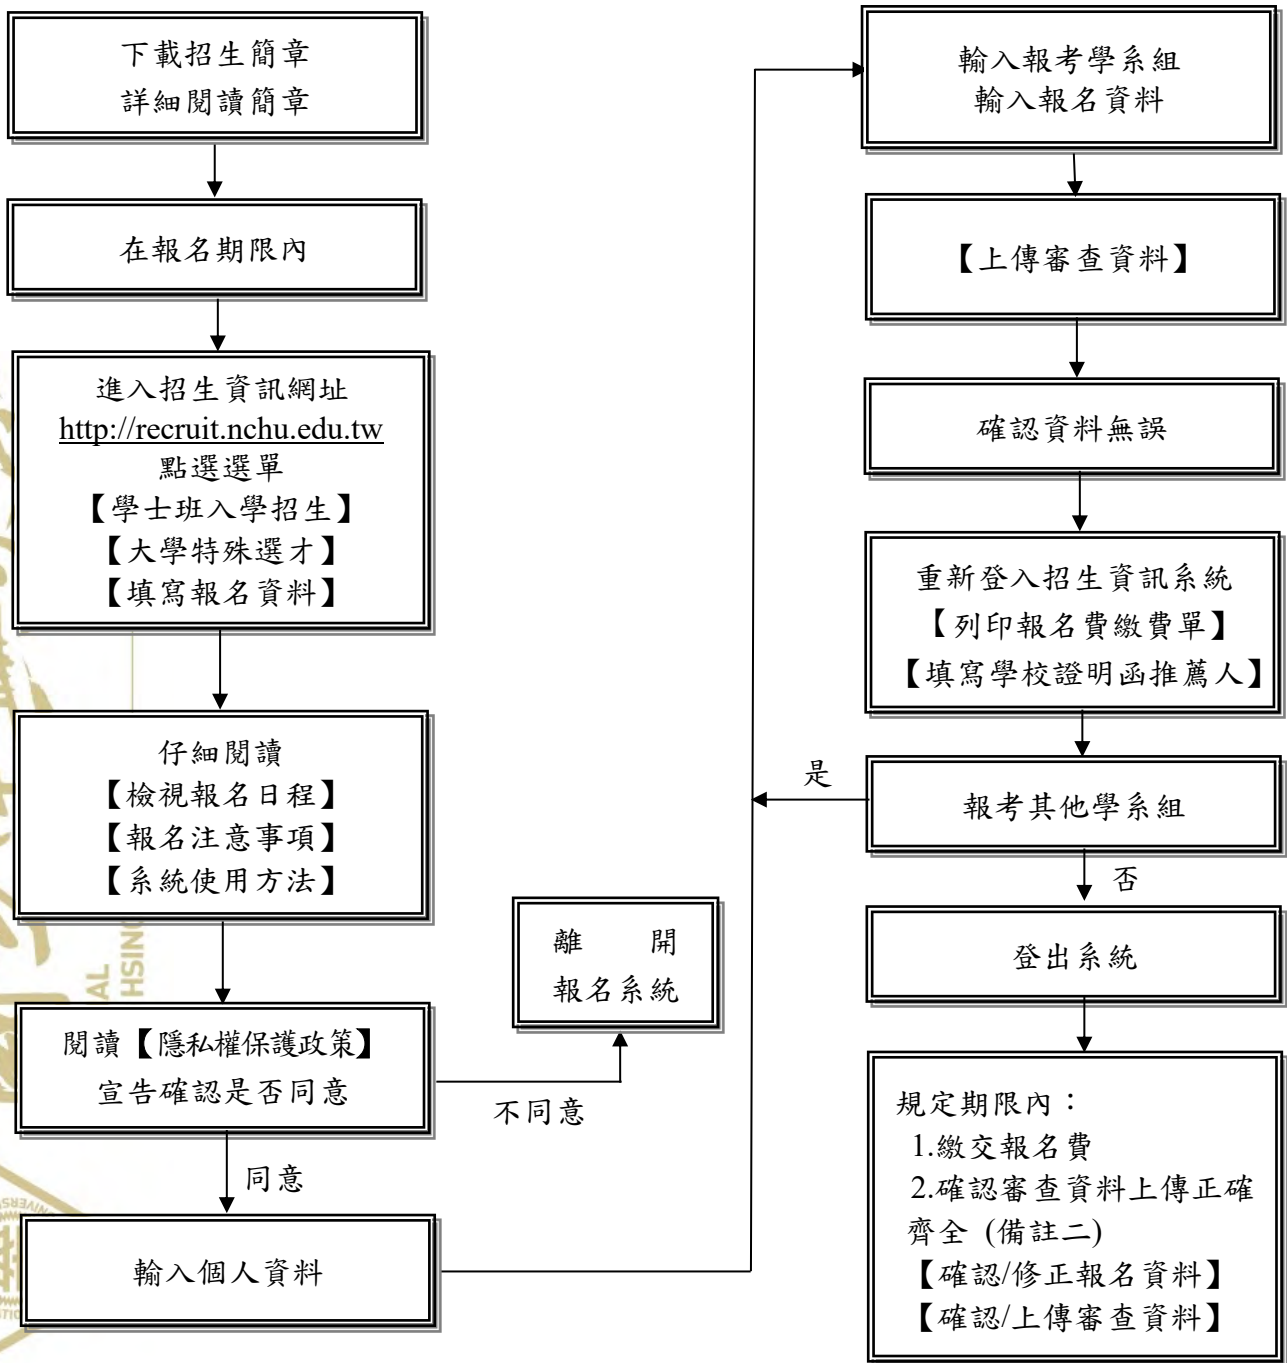 下載招生簡章
詳細閱讀簡章
在報名期限內
進入招生資訊網址
http://recruit.nchu.edu.tw
點選選單
【學士班入學招生】
【大學特殊選才】
【填寫報名資料】
仔細閱讀
【檢視報名日程】
【報名注意事項】
【系統使用方法】
閱讀【隱私權保護政策】
宣告確認是否同意
不同意
離 開
報名系統
同意
輸入個人資料
輸入報考學系組
輸入報名資料
【上傳審查資料】
確認資料無誤
重新登入招生資訊系統
【列印報名費繳費單】
【填寫學校證明函推薦人】
是
報考其他學系組
否
登出系統
規定期限內：
1.繳交報名費
2.確認審查資料上傳正確
齊全 (備註二)
【確認/修正報名資料】
【確認/上傳審查資料】
AL
HSING